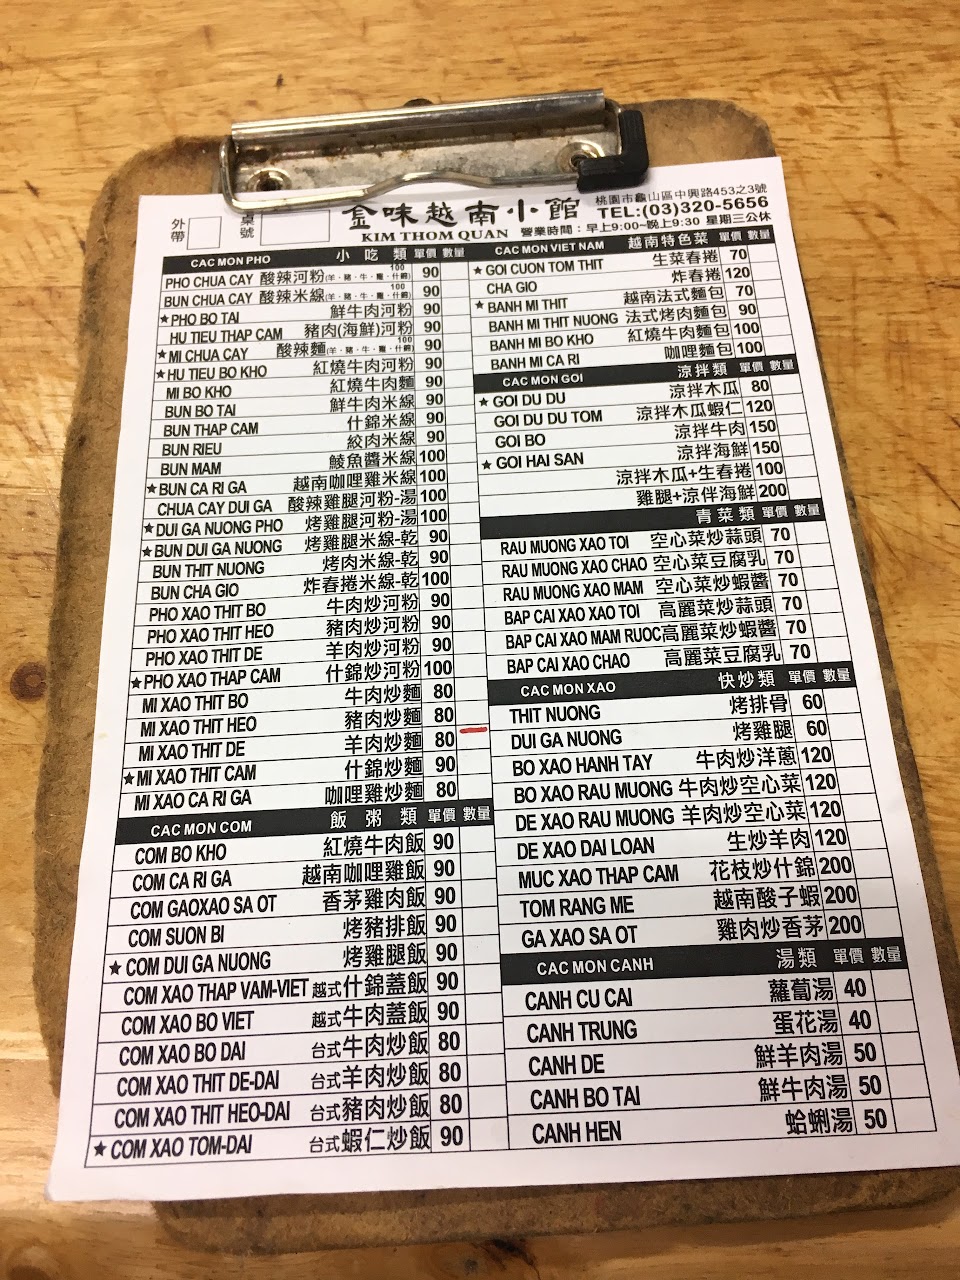 外帶
桌號
金味越南小館
KIM THOM QUAN
桃園市龜山區中興路453之3號
TEL:(03)320-5656
營業時間：早上9:00~晚上9:30 星期三公休
CAC MON PHO 小吃類 單價 數量
PHO CHUA CAY 酸辣河粉(羊、豬、牛、雞、什錦) 100 90
BUN CHUA CAY 酸辣米線(羊、豬、牛、雞、什錦) 100 90
★PHO BO TAI 鮮牛肉河粉 90
HU TIEU THAP CAM 豬肉(海鮮)河粉 90
★MI CHUA CAY 酸辣麵(羊、豬、牛、雞、什錦) 100 90
★HU TIEU BO KHO 紅燒牛肉河粉 90
MI BO KHO 紅燒牛肉麵 90
BUN BO TAI 鮮牛肉米線 90
BUN THAP CAM 什錦米線 90
BUN RIEU 絞肉米線 90
BUN MAM 鯪魚醬米線 100
★BUN CA RI GA 越南咖哩雞米線 100
CHUA CAY DUI GA 酸辣雞腿河粉-湯 100
★DUI GA NUONG PHO 烤雞腿河粉-湯 100
★BUN DUI GA NUONG 烤雞腿米線-乾 90
BUN THIT NUONG 烤肉米線-乾 90
BUN CHA GIO 炸春捲米線-乾 100
PHO XAO THIT BO 牛肉炒河粉 90
PHO XAO THIT HEO 豬肉炒河粉 90
PHO XAO THIT DE 羊肉炒河粉 90
★PHO XAO THAP CAM 什錦炒河粉 100
MI XAO THIT BO 牛肉炒麵 80
MI XAO THIT HEO 豬肉炒麵 80
MI XAO THIT DE 羊肉炒麵 80
★MI XAO THIT CAM 什錦炒麵 90
MI XAO CA RI GA 咖哩雞炒麵 80
CAC MON COM 飯粥類 單價 數量
COM BO KHO 紅燒牛肉飯 90
COM CA RI GA 越南咖哩雞飯 90
COM GAOXAO SA OT 香茅雞肉飯 90
COM SUON BI 烤豬排飯 90
★COM DUI GA NUONG 烤雞腿飯 90
COM XAO THAP VAM-VIET 越式什錦蓋飯 90
COM XAO BO VIET 越式牛肉蓋飯 90
COM XAO BO DAI 台式牛肉炒飯 80
COM XAO THIT DE-DAI 台式羊肉炒飯 80
COM XAO THIT HEO-DAI 台式豬肉炒飯 80
★COM XAO TOM-DAI 台式蝦仁炒飯 90
CAC MON VIET NAM 越南特色菜 單價 數量
★GOI CUON TOM THIT 生菜春捲 70
CHA GIO 炸春捲 120
★BANH MI THIT 越南法式麵包 70
BANH MI THIT NUONG 法式烤肉麵包 90
BANH MI BO KHO 紅燒牛肉麵包 100
BANH MI CA RI 咖哩麵包 100
CAC MON GOI 涼拌類 單價 數量
★GOI DU DU 涼拌木瓜 80
GOI DU DU TOM 涼拌木瓜蝦仁 120
GOI BO 涼拌牛肉 150
★GOI HAI SAN 涼拌海鮮 150
涼拌木瓜+生春捲 100
雞腿+涼伴海鮮 200
青菜類 單價 數量
RAU MUONG XAO TOI 空心菜炒蒜頭 70
RAU MUONG XAO CHAO 空心菜豆腐乳 70
RAU MUONG XAO MAM 空心菜炒蝦醬 70
BAP CAI XAO XAO TOI 高麗菜炒蒜頭 70
BAP CAI XAO MAM RUOC 高麗菜炒蝦醬 70
BAP CAI XAO CHAO 高麗菜豆腐乳 70
CAC MON XAO 快炒類 單價 數量
THIT NUONG 烤排骨 60
DUI GA NUONG 烤雞腿 60
BO XAO HANH TAY 牛肉炒洋蔥 120
BO XAO RAU MUONG 牛肉炒空心菜 120
DE XAO RAU MUONG 羊肉炒空心菜 120
DE XAO DAI LOAN 生炒羊肉 120
MUC XAO THAP CAM 花枝炒什錦 200
TOM RANG ME 越南酸子蝦 200
GA XAO SA OT 雞肉炒香茅 200
CAC MON CANH 湯類 單價 數量
CANH CU CAI 蘿蔔湯 40
CANH TRUNG 蛋花湯 40
CANH DE 鮮羊肉湯 50
CANH BO TAI 鮮牛肉湯 50
CANH HEN 蛤蜊湯 50